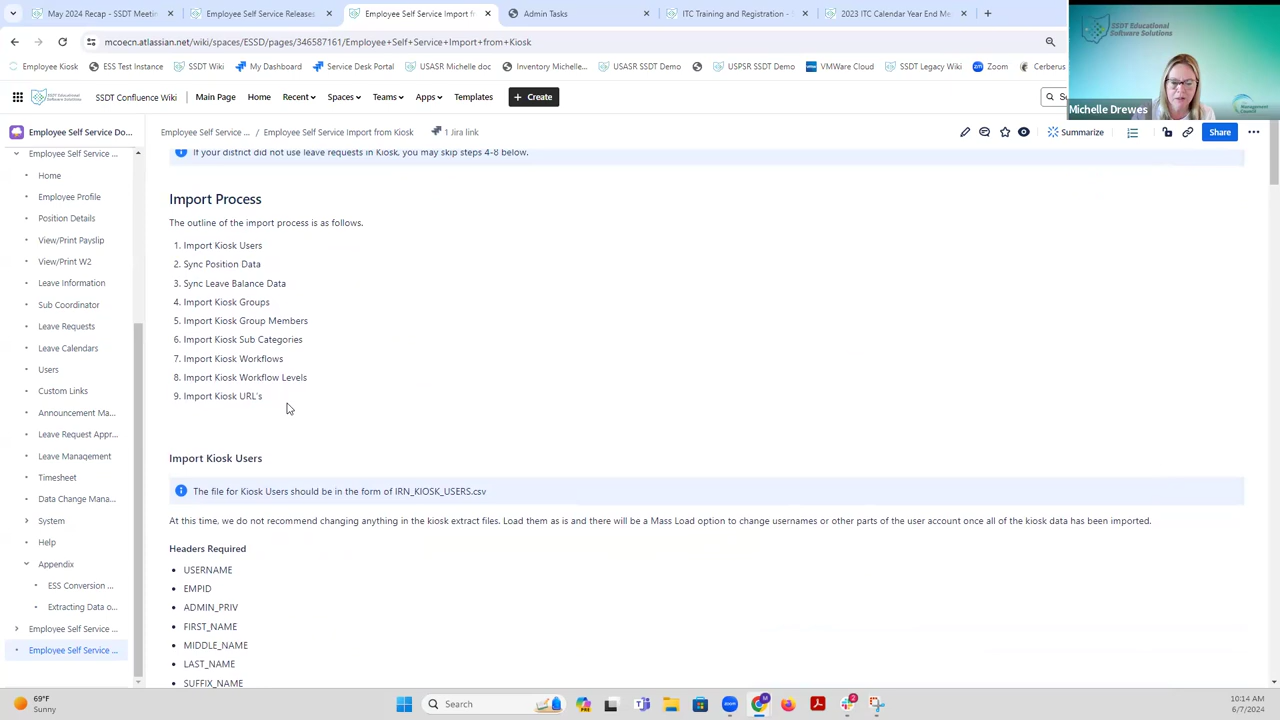 May 2024 Recap - SSDT Meeti
Employee Self Service Releases
Employee Self Service Import f
Admin Tasks
ITC Training and Registration -
2023 ITC Calendar Year End Me
mcoecn.atlassian.net/wiki/spaces/ESSD/pages/346587161/Employee+Self+Service+Import+from+Kiosk
Employee Kiosk
ESS Test Instance
SSDT Wiki
My Dashboard
Service Desk Portal
USASR Michelle doc
Inventory Michelle...
USASR SSDT Demo
USPSR SSDT Demo
VMWare Cloud
SSDT Legacy Wiki
Zoom
Cerberus
SSDT Educational
Software Solutions
Michelle Drewes
Management
Council
SSDT Confluence Wiki
Main Page
Home
Recent
Spaces
Teams
Apps
Templates
+ Create
Employee Self Service Do...
Employee Self Service ... / Employee Self Service Import from Kiosk
1 Jira link
Summarize
Share
Employee Self Service ...
Home
Employee Profile
Position Details
View/Print Payslip
View/Print W2
Leave Information
Sub Coordinator
Leave Requests
Leave Calendars
Users
Custom Links
Announcement Ma...
Leave Request Appr...
Leave Management
Timesheet
Data Change Mana...
System
Help
Appendix
ESS Conversion ...
Extracting Data o...
Employee Self Service ...
Employee Self Service ...
If your district did not use leave requests in Kiosk, you may skip steps 4-8 below.
Import Process
The outline of the import process is as follows.
1. Import Kiosk Users
2. Sync Position Data
3. Sync Leave Balance Data
4. Import Kiosk Groups
5. Import Kiosk Group Members
6. Import Kiosk Sub Categories
7. Import Kiosk Workflows
8. Import Kiosk Workflow Levels
9. Import Kiosk URL's
Import Kiosk Users
The file for Kiosk Users should be in the form of IRN_KIOSK_USERS.csv
At this time, we do not recommend changing anything in the kiosk extract files. Load them as is and there will be a Mass Load option to change usernames or other parts of the user account once all of the kiosk data has been imported.
Headers Required
• USERNAME
• EMPID
• ADMIN_PRIV
• FIRST_NAME
• MIDDLE_NAME
• LAST_NAME
• SUFFIX_NAME
69°F
Sunny
Search
10:14 AM
6/7/2024